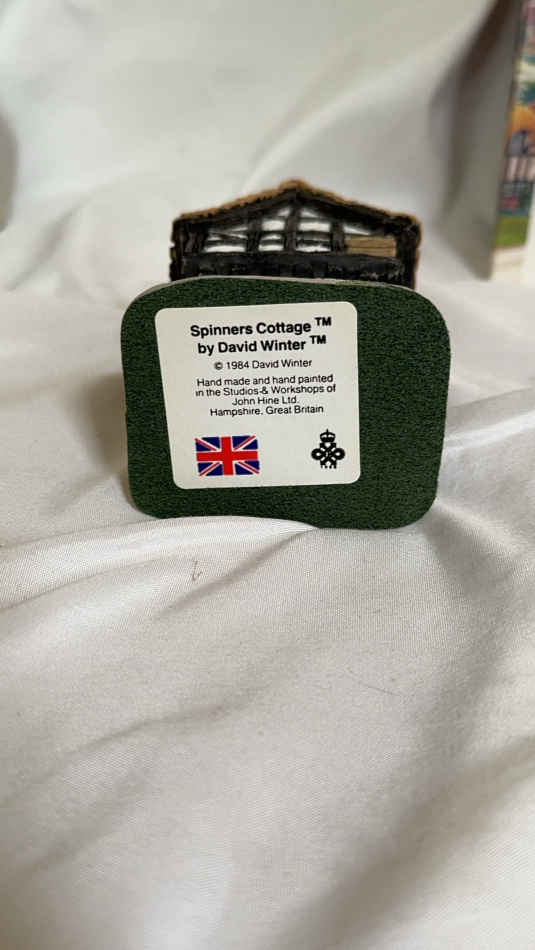 Spinners Cottage ™
by David Winter ™
© 1984 David Winter
Hand made and hand painted
in the Studios & Workshops of
John Hine Ltd.
Hampshire, Great Britain